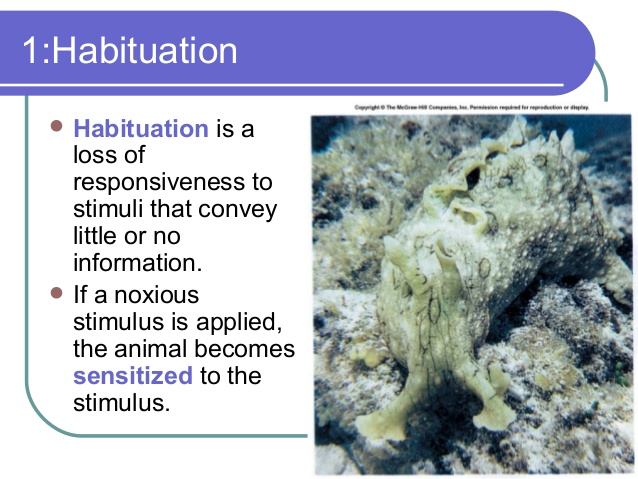 1:Habituation
Copyright © The McGraw-Hill Companies, Inc. Permission required for reproduction or display.
Habituation is a
loss of
responsiveness to
stimuli that convey
little or no
information.
If a noxious
stimulus is applied,
the animal becomes
sensitized to the
stimulus.